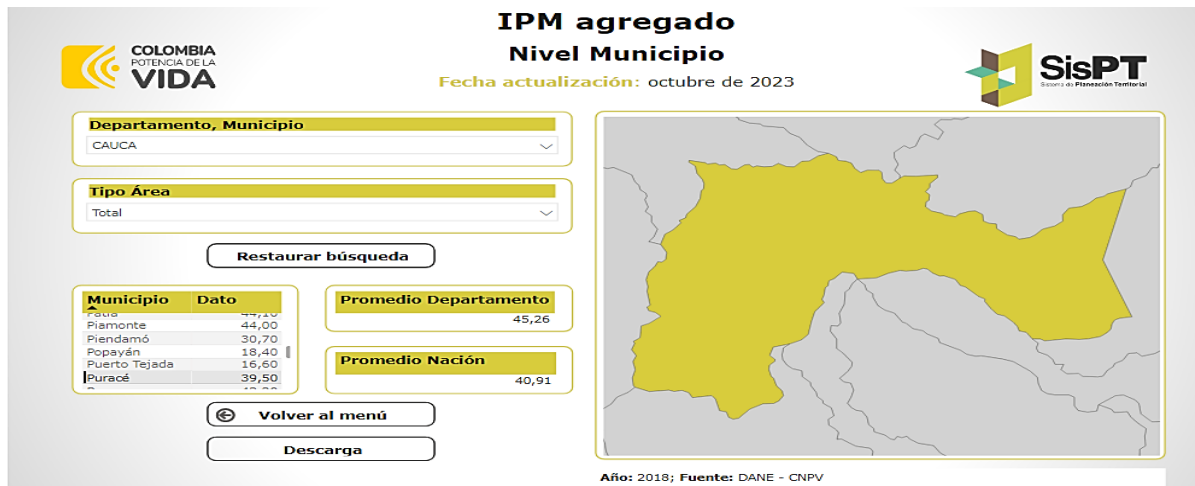 IPM agregado
Nivel Municipio
Fecha actualización: octubre de 2023
COLOMBIA
POTENCIA DE LA
VIDA
SisPT
Sistema de Planeación Territorial
Departamento, Municipio
CAUCA
Tipo Área
Total
Restaurar búsqueda
Municipio Dato
Patía 44,10
Piamonte 44,00
Piendamó 30,70
Popayán 18,40
Puerto Tejada 16,60
Puracé 39,50
Promedio Departamento
45,26
Promedio Nación
40,91
Volver al menú
Descarga
Año: 2018; Fuente: DANE - CNPV